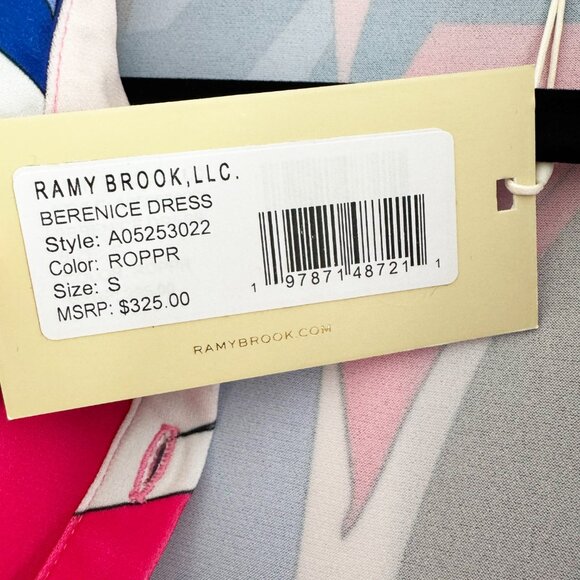 RAMY BROOK,LLC.
BERENICE DRESS
Style: A05253022
Color: ROPPR
Size: S
MSRP: $325.00
1 97871 48721 1
RAMYBROOK.COM